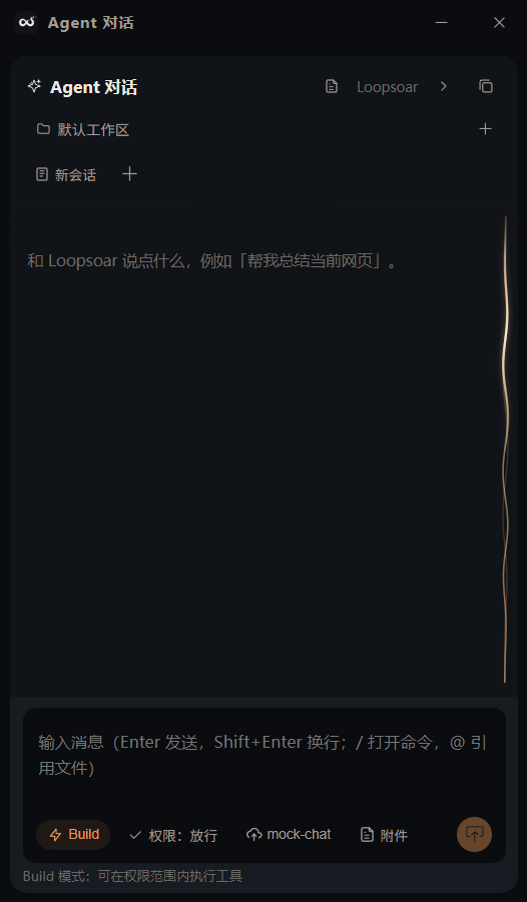 Agent 对话
Agent 对话
Loopsoar
默认工作区
新会话
和 Loopsoar 说点什么，例如「帮我总结当前网页」。
输入消息（Enter 发送，Shift+Enter 换行；/ 打开命令，@ 引
用文件）
Build
权限：放行
mock-chat
附件
Build 模式：可在权限范围内执行工具